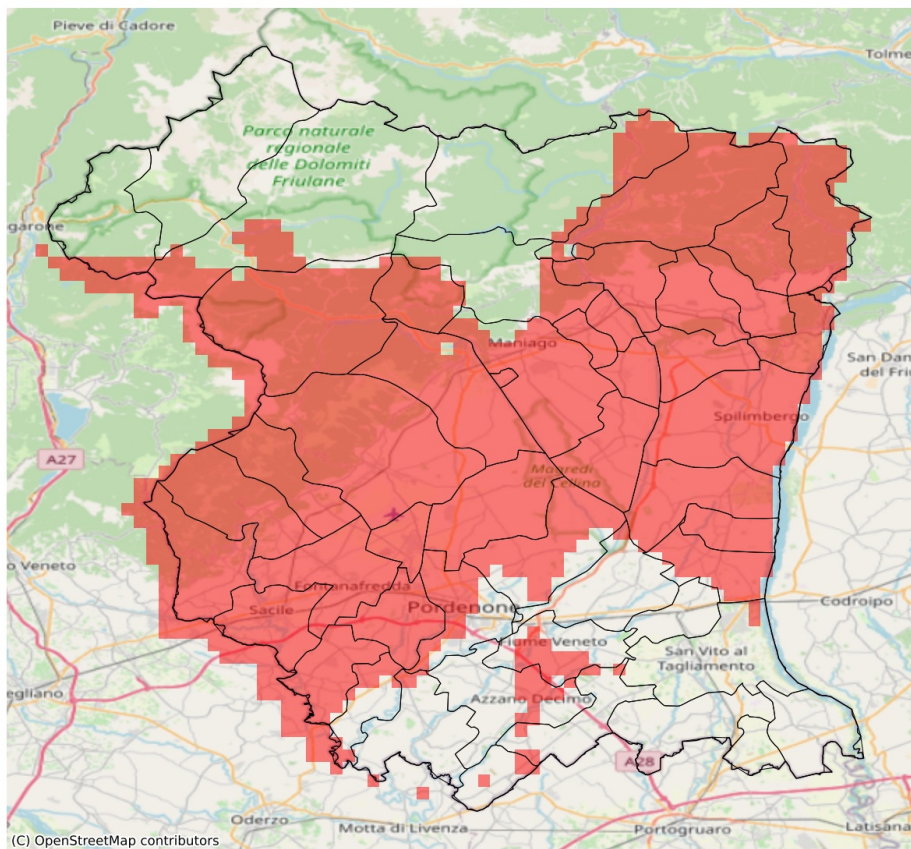 Pieve di Cadore
Tolme
Parco naturale
regionale
delle Dolomiti
Friulane
garone
Maniago
San Dan
del Friu
Spilimbergo
A27
Magredi
del Cellina
o Veneto
Fontanafredda
Sacile
Pordenone
Codroipo
Fiume Veneto
San Vito al
Tagliamento
egliano
Azzano Decimo
A28
Oderzo
Motta di Livenza
Portogruaro
Latisana
(C) OpenStreetMap contributors